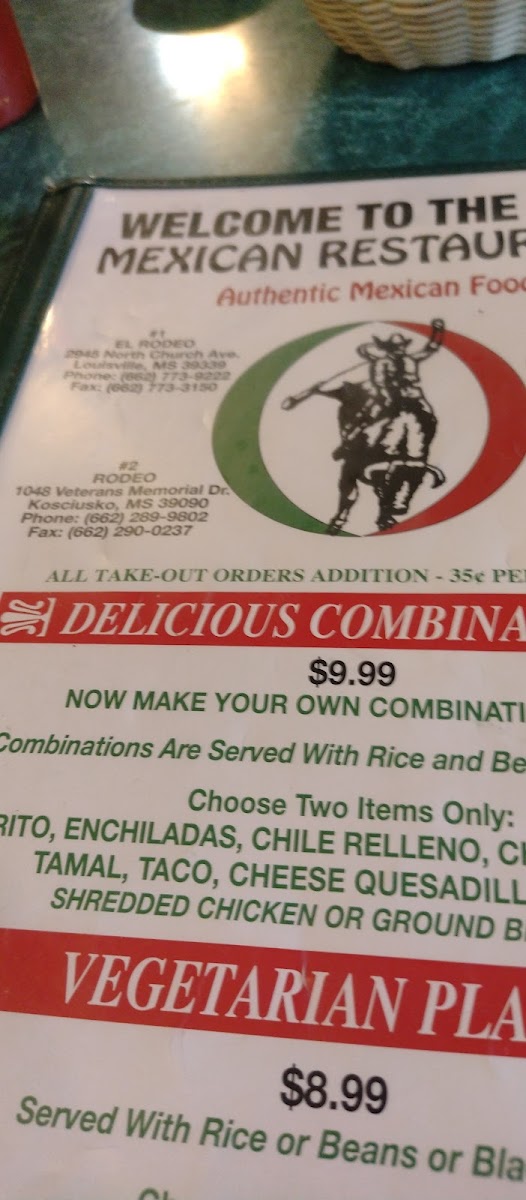 WELCOME TO THE
MEXICAN RESTAUR
Authentic Mexican Food
#1
EL RODEO
2948 North Church Ave.
Louisville, MS 39339
Phone: (662) 773-9222
Fax: (662) 773-3150
#2
RODEO
1048 Veterans Memorial Dr.
Kosciusko, MS 39090
Phone: (662) 289-9802
Fax: (662) 290-0237
ALL TAKE-OUT ORDERS ADDITION - 35¢ PE
DELICIOUS COMBINA
$9.99
NOW MAKE YOUR OWN COMBINATI
Combinations Are Served With Rice and Be
Choose Two Items Only:
RITO, ENCHILADAS, CHILE RELLENO, CH
TAMAL, TACO, CHEESE QUESADILL
SHREDDED CHICKEN OR GROUND B
VEGETARIAN PLA
$8.99
Served With Rice or Beans or Bla